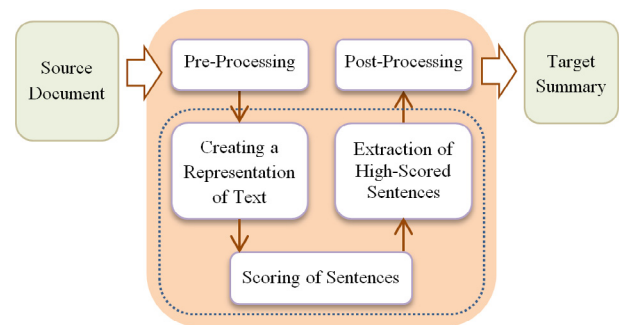 Source
Document
Pre-Processing
Post-Processing
Target
Summary
Creating a
Representation
of Text
Extraction of
High-Scored
Sentences
Scoring of Sentences